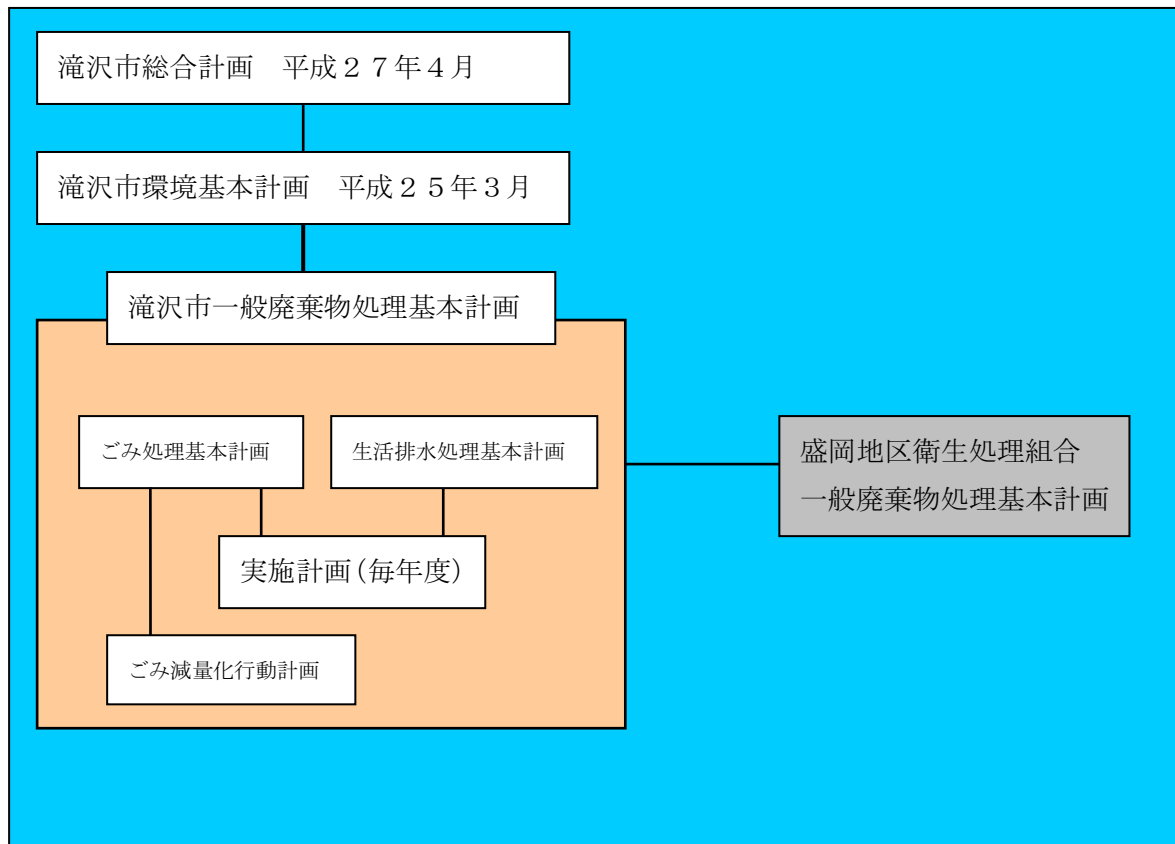 滝沢市総合計画　平成２７年４月
滝沢市環境基本計画　平成２５年３月
滝沢市一般廃棄物処理基本計画
ごみ処理基本計画
生活排水処理基本計画
盛岡地区衛生処理組合
一般廃棄物処理基本計画
実施計画（毎年度）
ごみ減量化行動計画